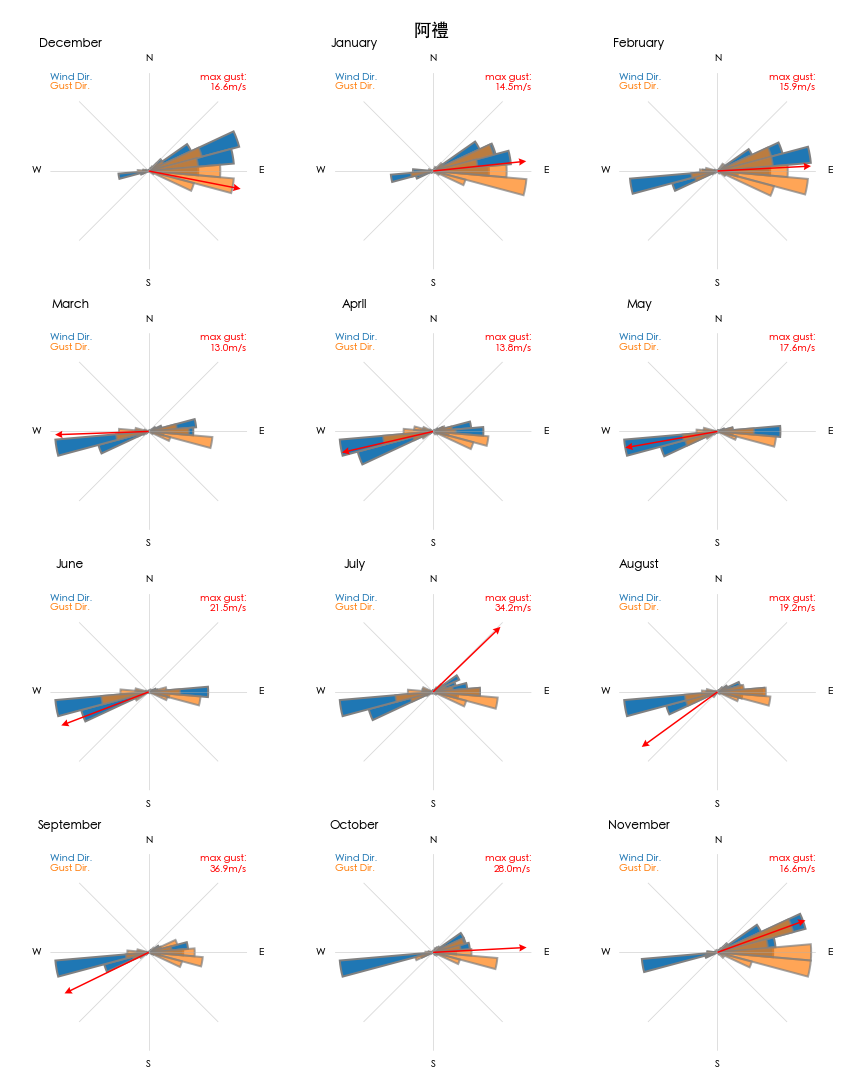 阿禮
December
N
Wind Dir.
Gust Dir.
max gust:
16.6m/s
W
E
S
January
N
Wind Dir.
Gust Dir.
max gust:
14.5m/s
W
E
S
February
N
Wind Dir.
Gust Dir.
max gust:
15.9m/s
W
E
S
March
N
Wind Dir.
Gust Dir.
max gust:
13.0m/s
W
E
S
April
N
Wind Dir.
Gust Dir.
max gust:
13.8m/s
W
E
S
May
N
Wind Dir.
Gust Dir.
max gust:
17.6m/s
W
E
S
June
N
Wind Dir.
Gust Dir.
max gust:
21.5m/s
W
E
S
July
N
Wind Dir.
Gust Dir.
max gust:
34.2m/s
W
E
S
August
N
Wind Dir.
Gust Dir.
max gust:
19.2m/s
W
E
S
September
N
Wind Dir.
Gust Dir.
max gust:
36.9m/s
W
E
S
October
N
Wind Dir.
Gust Dir.
max gust:
28.0m/s
W
E
S
November
N
Wind Dir.
Gust Dir.
max gust:
16.6m/s
W
E
S